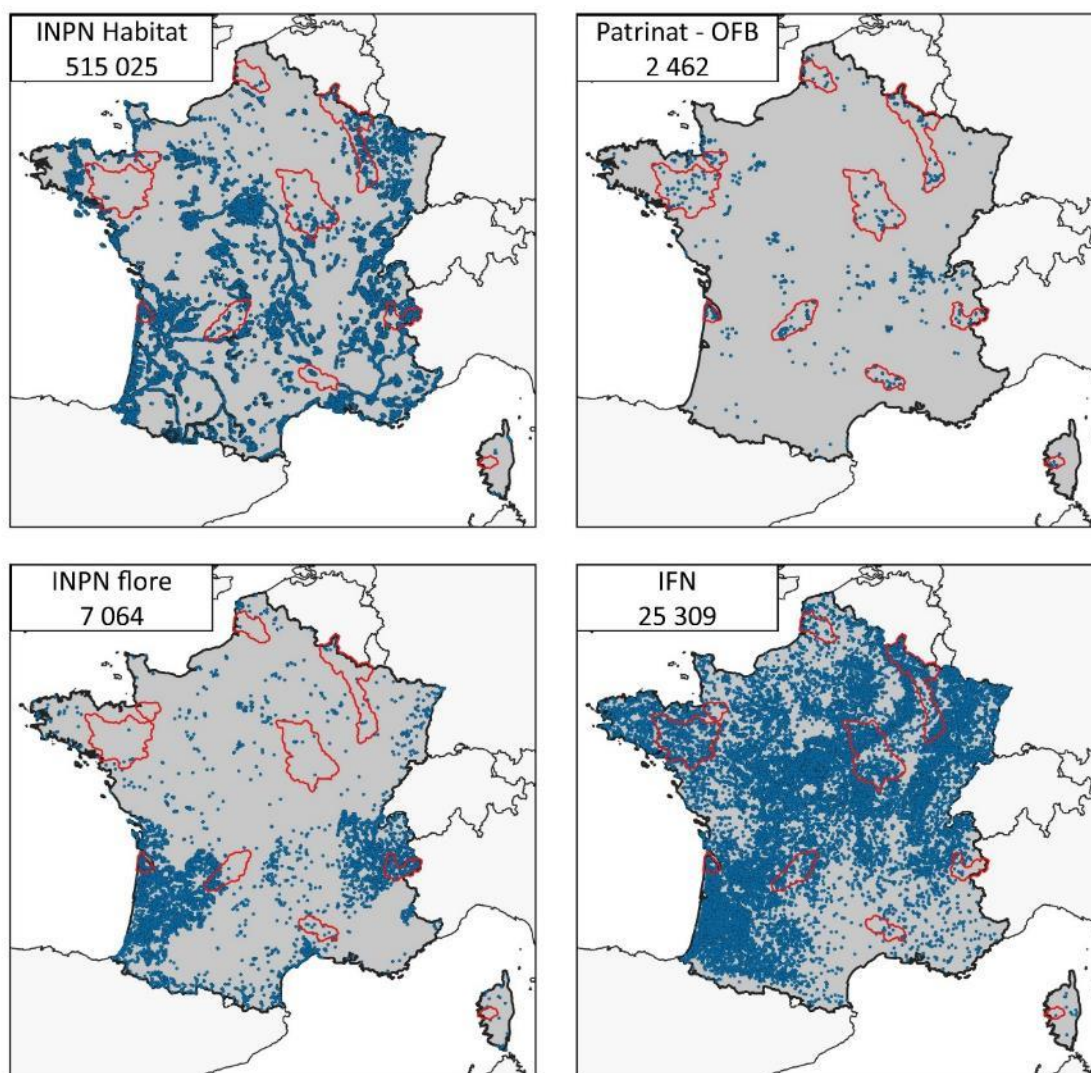 INPN Habitat
515 025
Patrinat - OFB
2 462
INPN flore
7 064
IFN
25 309